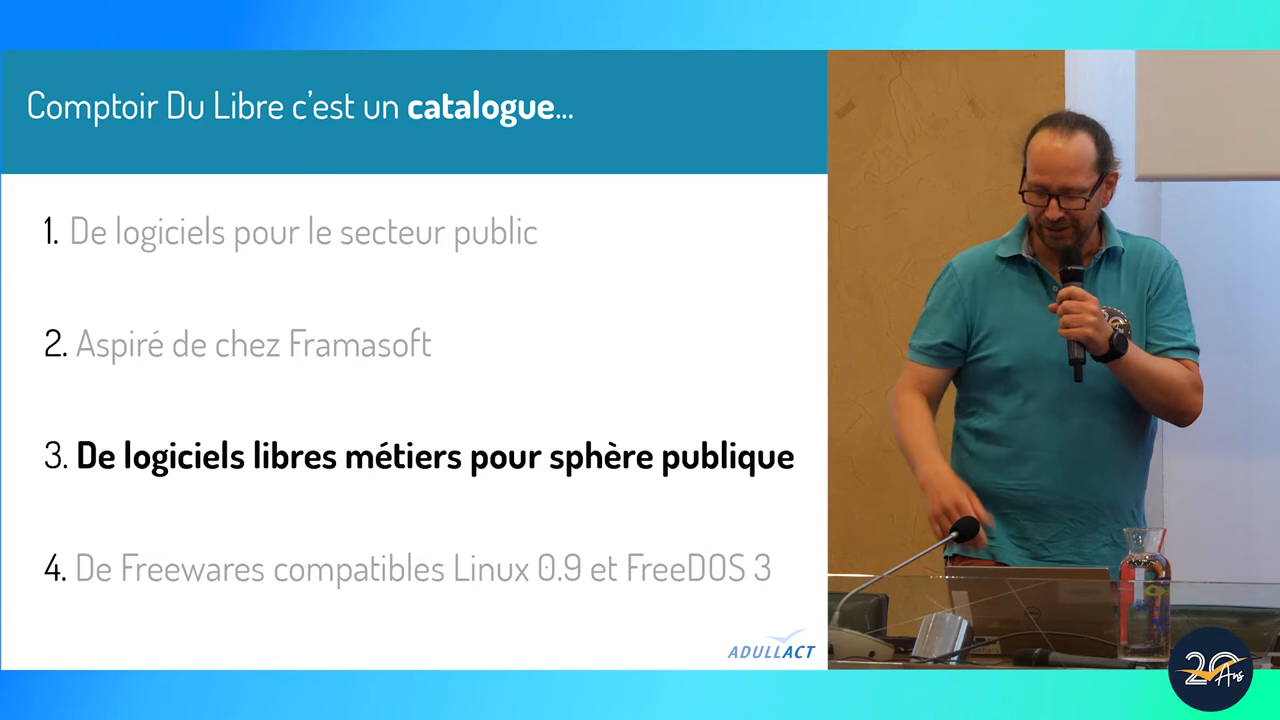 Comptoir Du Libre c'est un catalogue...
1. De logiciels pour le secteur public
2. Aspiré de chez Framasoft
3. De logiciels libres métiers pour sphère publique
4. De Freewares compatibles Linux 0.9 et FreeDOS 3
ADULLACT
20 Ans